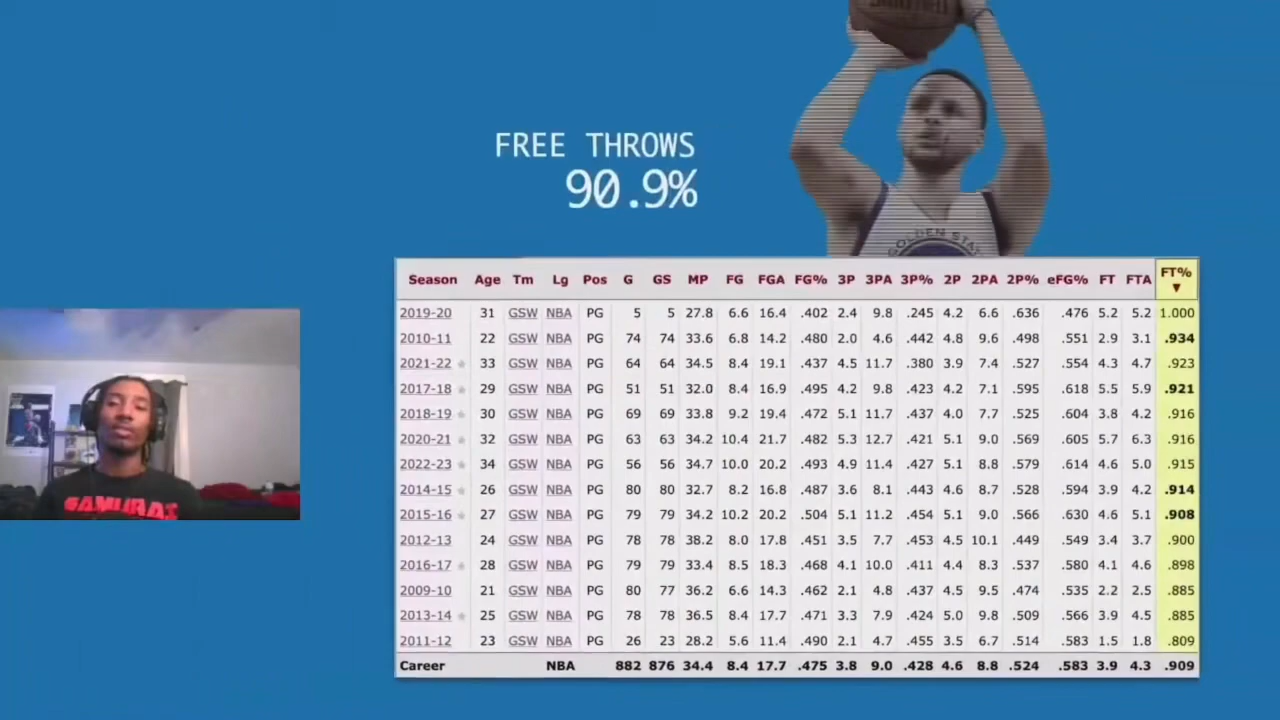 FREE THROWS
90.9%
GOLDEN STAT
Season Age Tm Lg Pos G GS MP FG FGA FG% 3P 3PA 3P% 2P 2PA 2P% eFG% FT FTA FT% ▼
2019-20 31 GSW NBA PG 5 5 27.8 6.6 16.4 .402 2.4 9.8 .245 4.2 6.6 .636 .476 5.2 5.2 1.000
2010-11 22 GSW NBA PG 74 74 33.6 6.8 14.2 .480 2.0 4.6 .442 4.8 9.6 .498 .551 2.9 3.1 .934
2021-22 33 GSW NBA PG 64 64 34.5 8.4 19.1 .437 4.5 11.7 .380 3.9 7.4 .527 .554 4.3 4.7 .923
2017-18 29 GSW NBA PG 51 51 32.0 8.4 16.9 .495 4.2 9.8 .423 4.2 7.1 .595 .618 5.5 5.9 .921
2018-19 30 GSW NBA PG 69 69 33.8 9.2 19.4 .472 5.1 11.7 .437 4.0 7.7 .525 .604 3.8 4.2 .916
2020-21 32 GSW NBA PG 63 63 34.2 10.4 21.7 .482 5.3 12.7 .421 5.1 9.0 .569 .605 5.7 6.3 .916
2022-23 34 GSW NBA PG 56 56 34.7 10.0 20.2 .493 4.9 11.4 .427 5.1 8.8 .579 .614 4.6 5.0 .915
2014-15 26 GSW NBA PG 80 80 32.7 8.2 16.8 .487 3.6 8.1 .443 4.6 8.7 .528 .594 3.9 4.2 .914
2015-16 27 GSW NBA PG 79 79 34.2 10.2 20.2 .504 5.1 11.2 .454 5.1 9.0 .566 .630 4.6 5.1 .908
2012-13 24 GSW NBA PG 78 78 38.2 8.0 17.8 .451 3.5 7.7 .453 4.5 10.1 .449 .549 3.4 3.7 .900
2016-17 28 GSW NBA PG 79 79 33.4 8.5 18.3 .468 4.1 10.0 .411 4.4 8.3 .537 .580 4.1 4.6 .898
2009-10 21 GSW NBA PG 80 77 36.2 6.6 14.3 .462 2.1 4.8 .437 4.5 9.5 .474 .535 2.2 2.5 .885
2013-14 25 GSW NBA PG 78 78 36.5 8.4 17.7 .471 3.3 7.9 .424 5.0 9.8 .509 .566 3.9 4.5 .885
2011-12 23 GSW NBA PG 26 23 28.2 5.6 11.4 .490 2.1 4.7 .455 3.5 6.7 .514 .583 1.5 1.8 .809
Career NBA 882 876 34.4 8.4 17.7 .475 3.8 9.0 .428 4.6 8.8 .524 .583 3.9 4.3 .909
SAMURAI